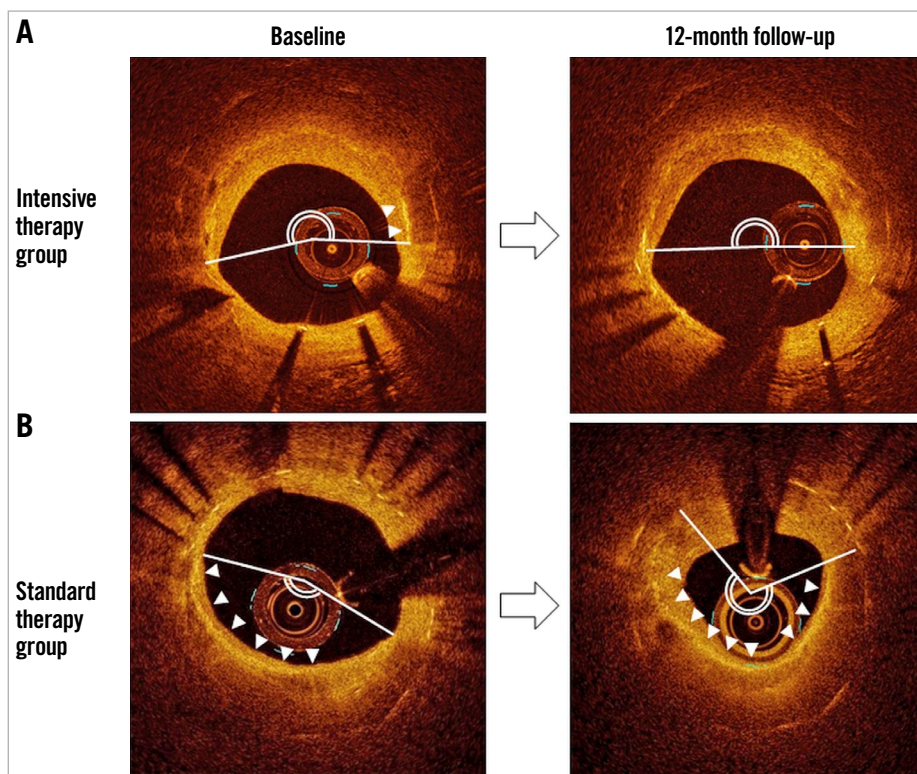 A
Baseline
12-month follow-up
Intensive
therapy
group
B
Standard
therapy
group